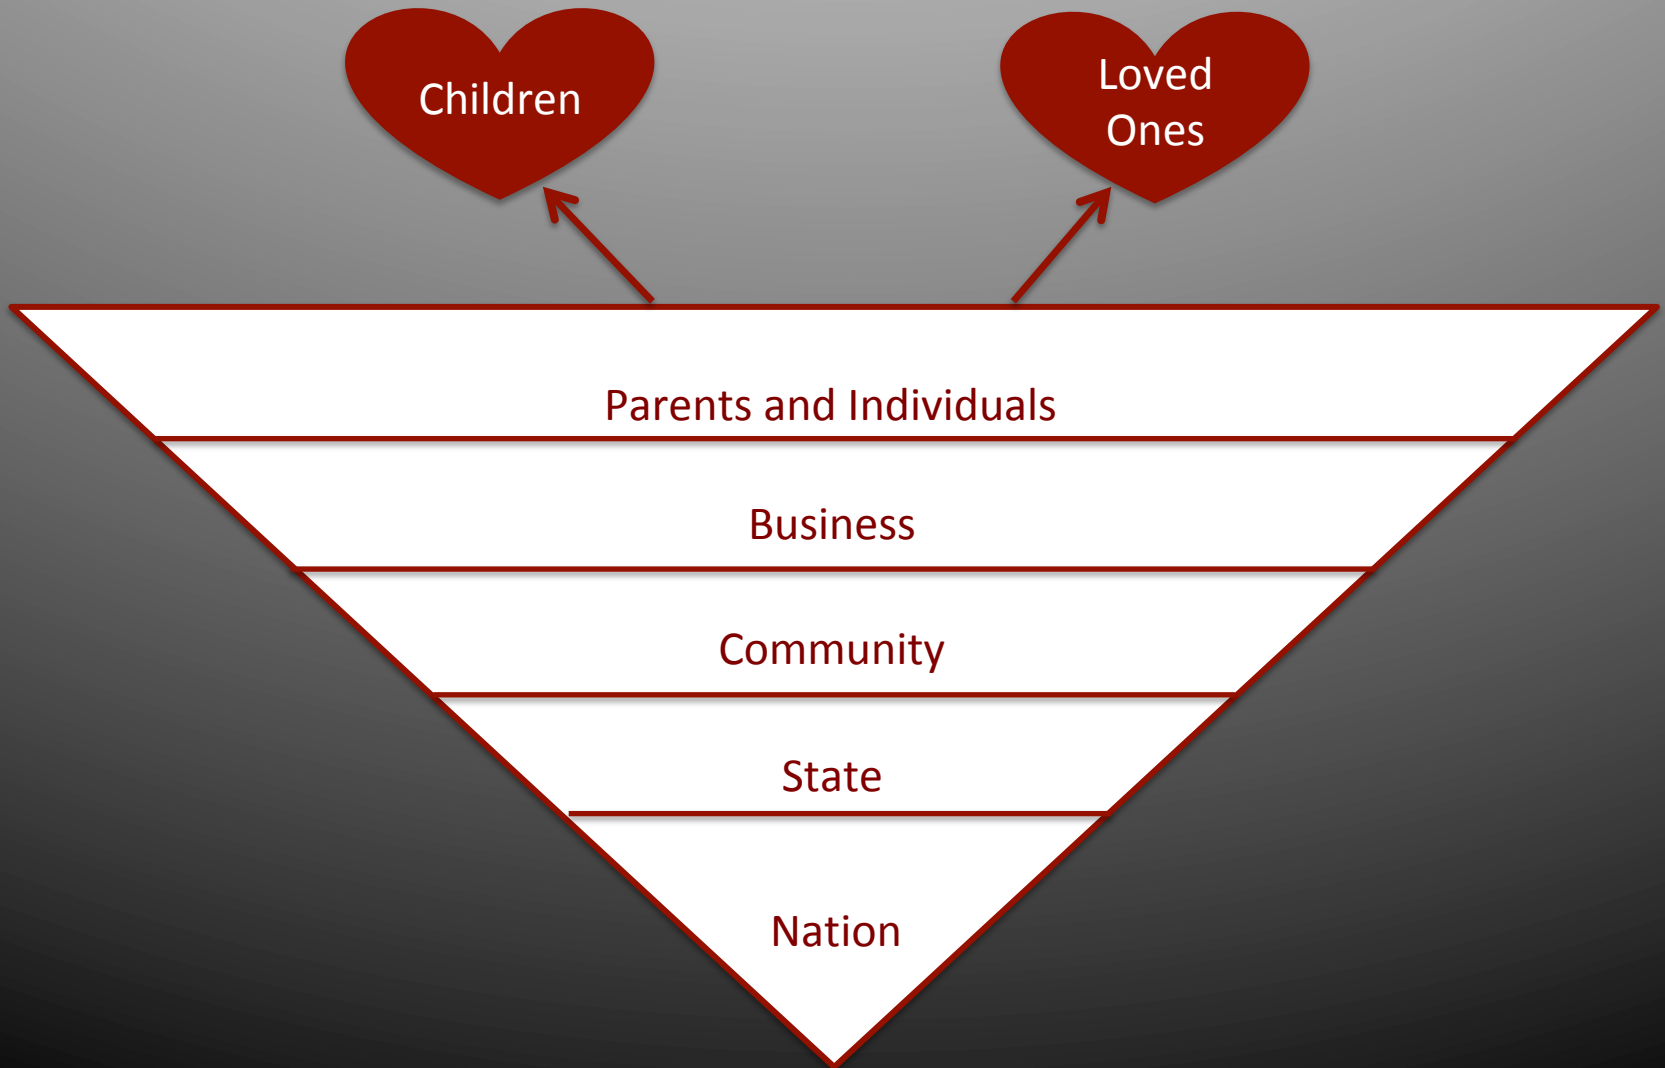 Children
Loved
Ones
Parents and Individuals
Business
Community
State
Nation